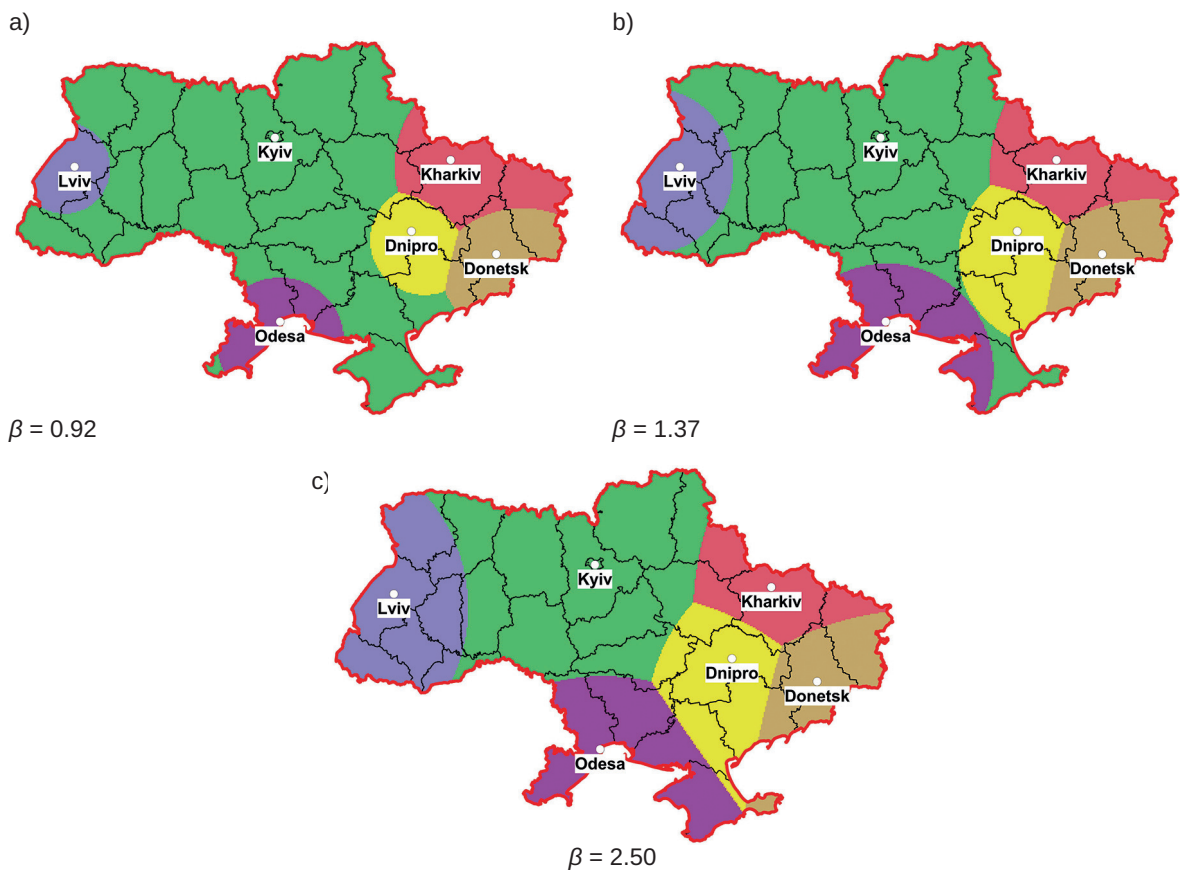 a)
Kyiv
Lviv
Kharkiv
Dnipro
Donetsk
Odesa
β = 0.92
b)
Kyiv
Lviv
Kharkiv
Dnipro
Donetsk
Odesa
β = 1.37
c)
Kyiv
Lviv
Kharkiv
Dnipro
Donetsk
Odesa
β = 2.50